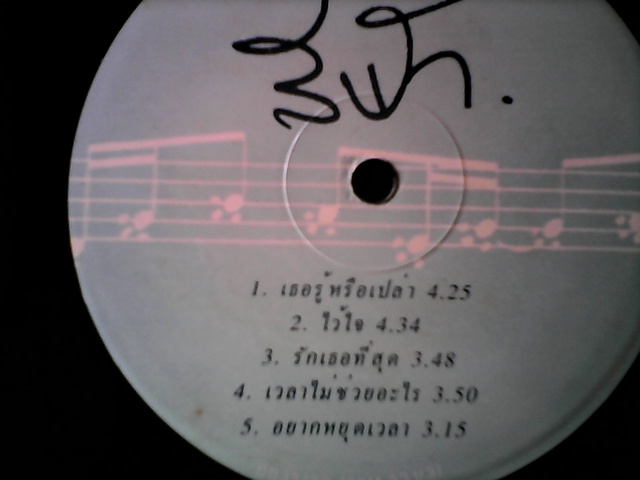 1. เธอรู้หรือเปล่า 4.25
2. ไว้ใจ 4.34
3. รักเธอที่สุด 3.48
4. เวลาไม่ช่วยอะไร 3.50
5. อยากหยุดเวลา 3.15